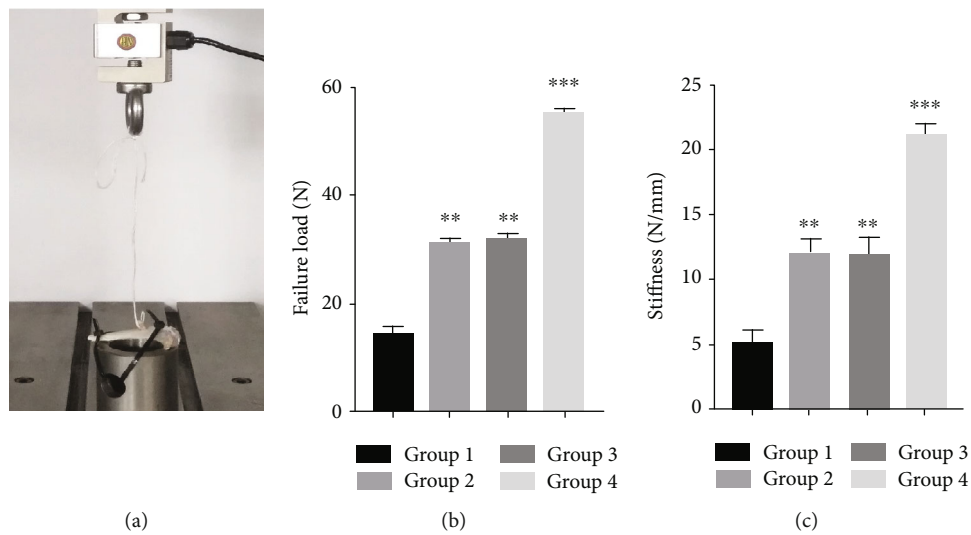 60
40
20
0
Failure load (N)
**
**
***
Group 1
Group 2
Group 3
Group 4
25
20
15
10
5
0
Stiffness (N/mm)
**
**
***
Group 1
Group 2
Group 3
Group 4
(a)
(b)
(c)